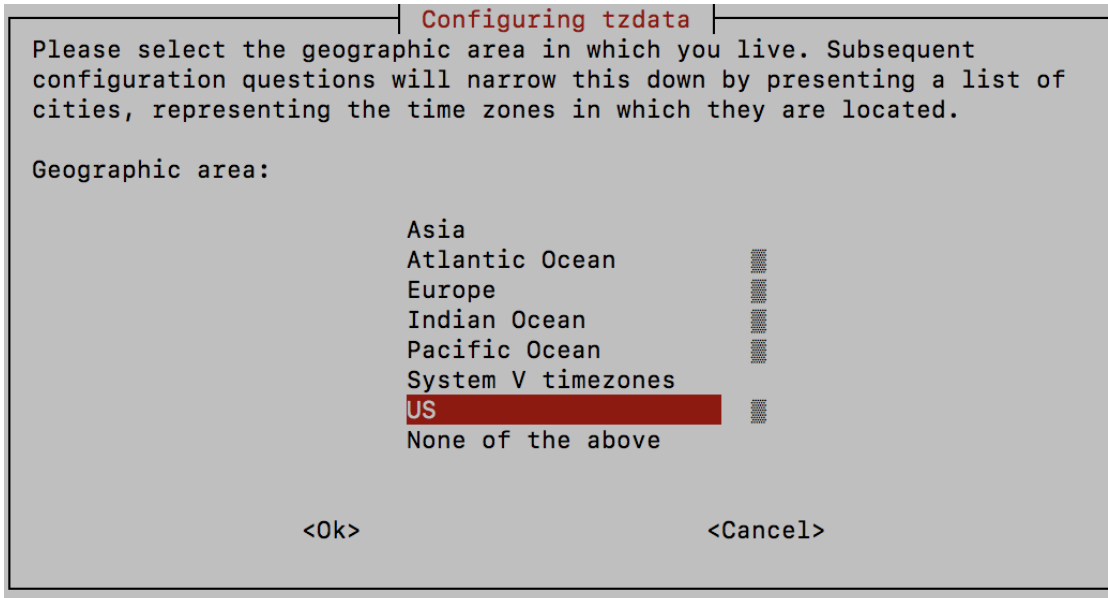 Configuring tzdata
Please select the geographic area in which you live. Subsequent
configuration questions will narrow this down by presenting a list of
cities, representing the time zones in which they are located.
Geographic area:
Asia
Atlantic Ocean
Europe
Indian Ocean
Pacific Ocean
System V timezones
US
None of the above
<Ok> <Cancel>